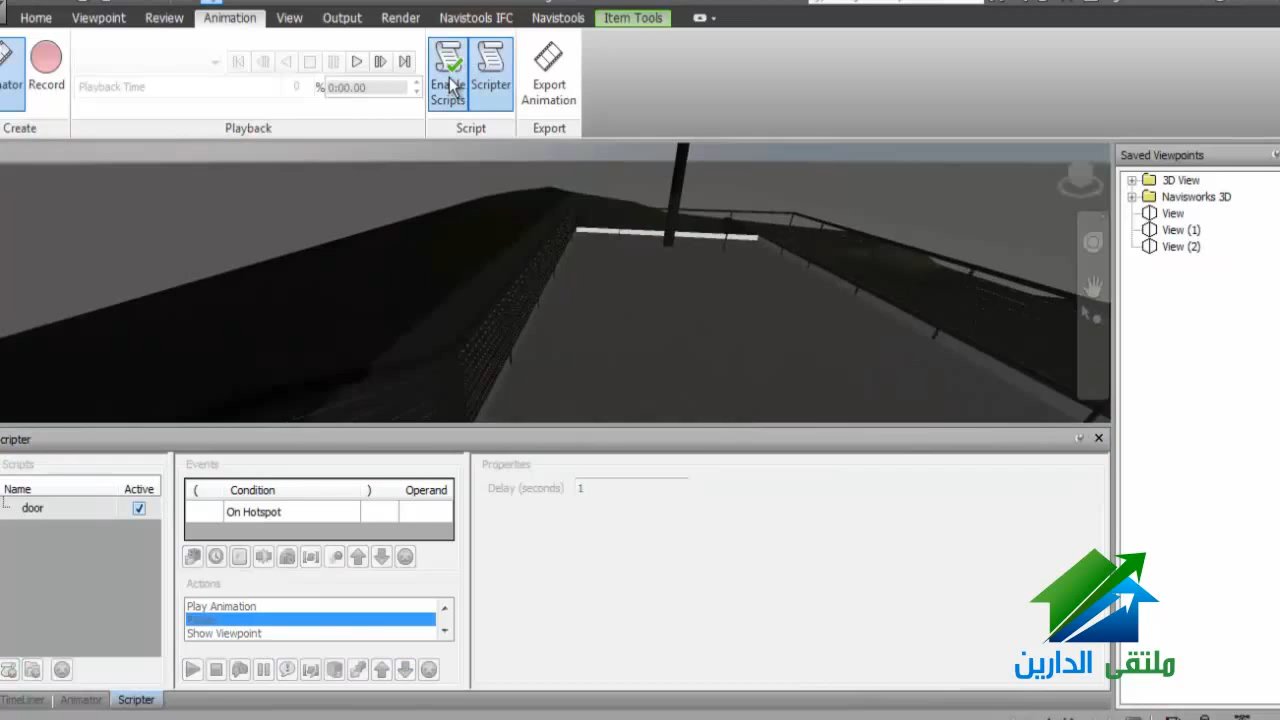 Home Viewpoint Review Animation View Output Render Navistools IFC Navistools Item Tools
Record
Playback Time 0 % 0:00.00
Enable Scripts
Scripter
Export Animation
Create Playback Script Export
Saved Viewpoints
3D View
Navisworks 3D
View
View (1)
View (2)
cripter
Scripts
Name Active
door
Events
( Condition ) Operand
On Hotspot
Actions
Play Animation
Show Viewpoint
Properties
Delay (seconds) 1
ملتقى الدارين
TimeLiner Animator Scripter